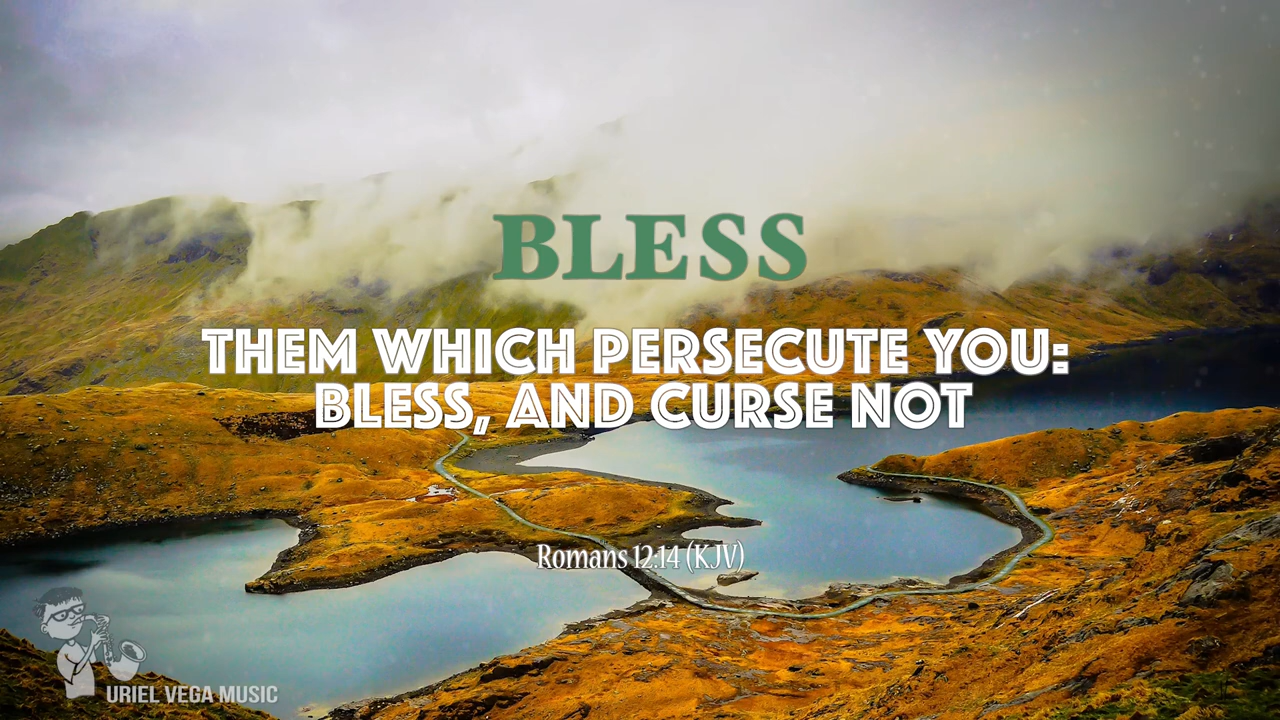 BLESS
THEM WHICH PERSECUTE YOU:
BLESS, AND CURSE NOT
Romans 12:14 (KJV)
URIEL VEGA MUSIC